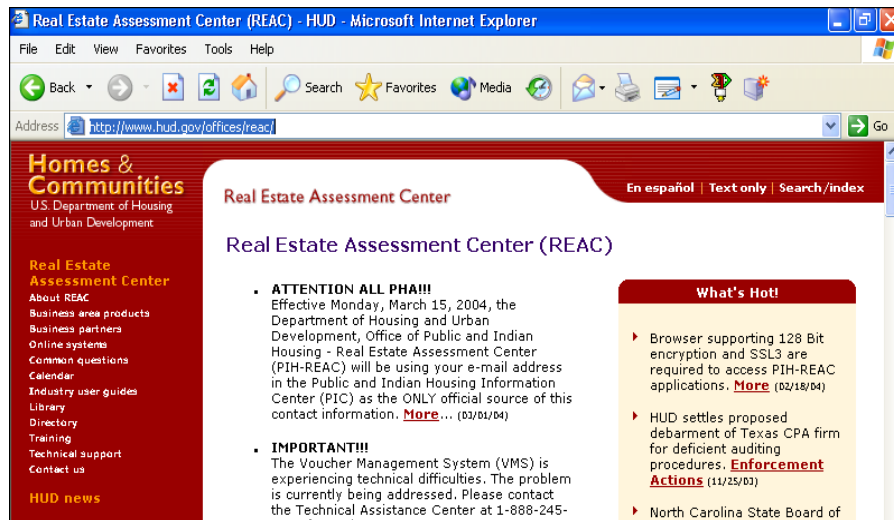 Real Estate Assessment Center (REAC) - HUD - Microsoft Internet Explorer
File Edit View Favorites Tools Help
Back Search Favorites Media
Address http://www.hud.gov/offices/reac/ Go
Homes &
Communities
U.S. Department of Housing
and Urban Development
Real Estate Assessment Center
En español | Text only | Search/index
Real Estate
Assessment Center
About REAC
Business area products
Business partners
Online systems
Common questions
Calendar
Industry user guides
Library
Directory
Training
Technical support
Contact us
HUD news
Real Estate Assessment Center (REAC)
ATTENTION ALL PHA!!!
Effective Monday, March 15, 2004, the
Department of Housing and Urban
Development, Office of Public and Indian
Housing - Real Estate Assessment Center
(PIH-REAC) will be using your e-mail address
in the Public and Indian Housing Information
Center (PIC) as the ONLY official source of this
contact information. More... (03/01/04)
IMPORTANT!!!
The Voucher Management System (VMS) is
experiencing technical difficulties. The problem
is currently being addressed. Please contact
the Technical Assistance Center at 1-888-245-
What's Hot!
Browser supporting 128 Bit
encryption and SSL3 are
required to access PIH-REAC
applications. More (02/18/04)
HUD settles proposed
debarment of Texas CPA firm
for deficient auditing
procedures. Enforcement
Actions (11/25/03)
North Carolina State Board of